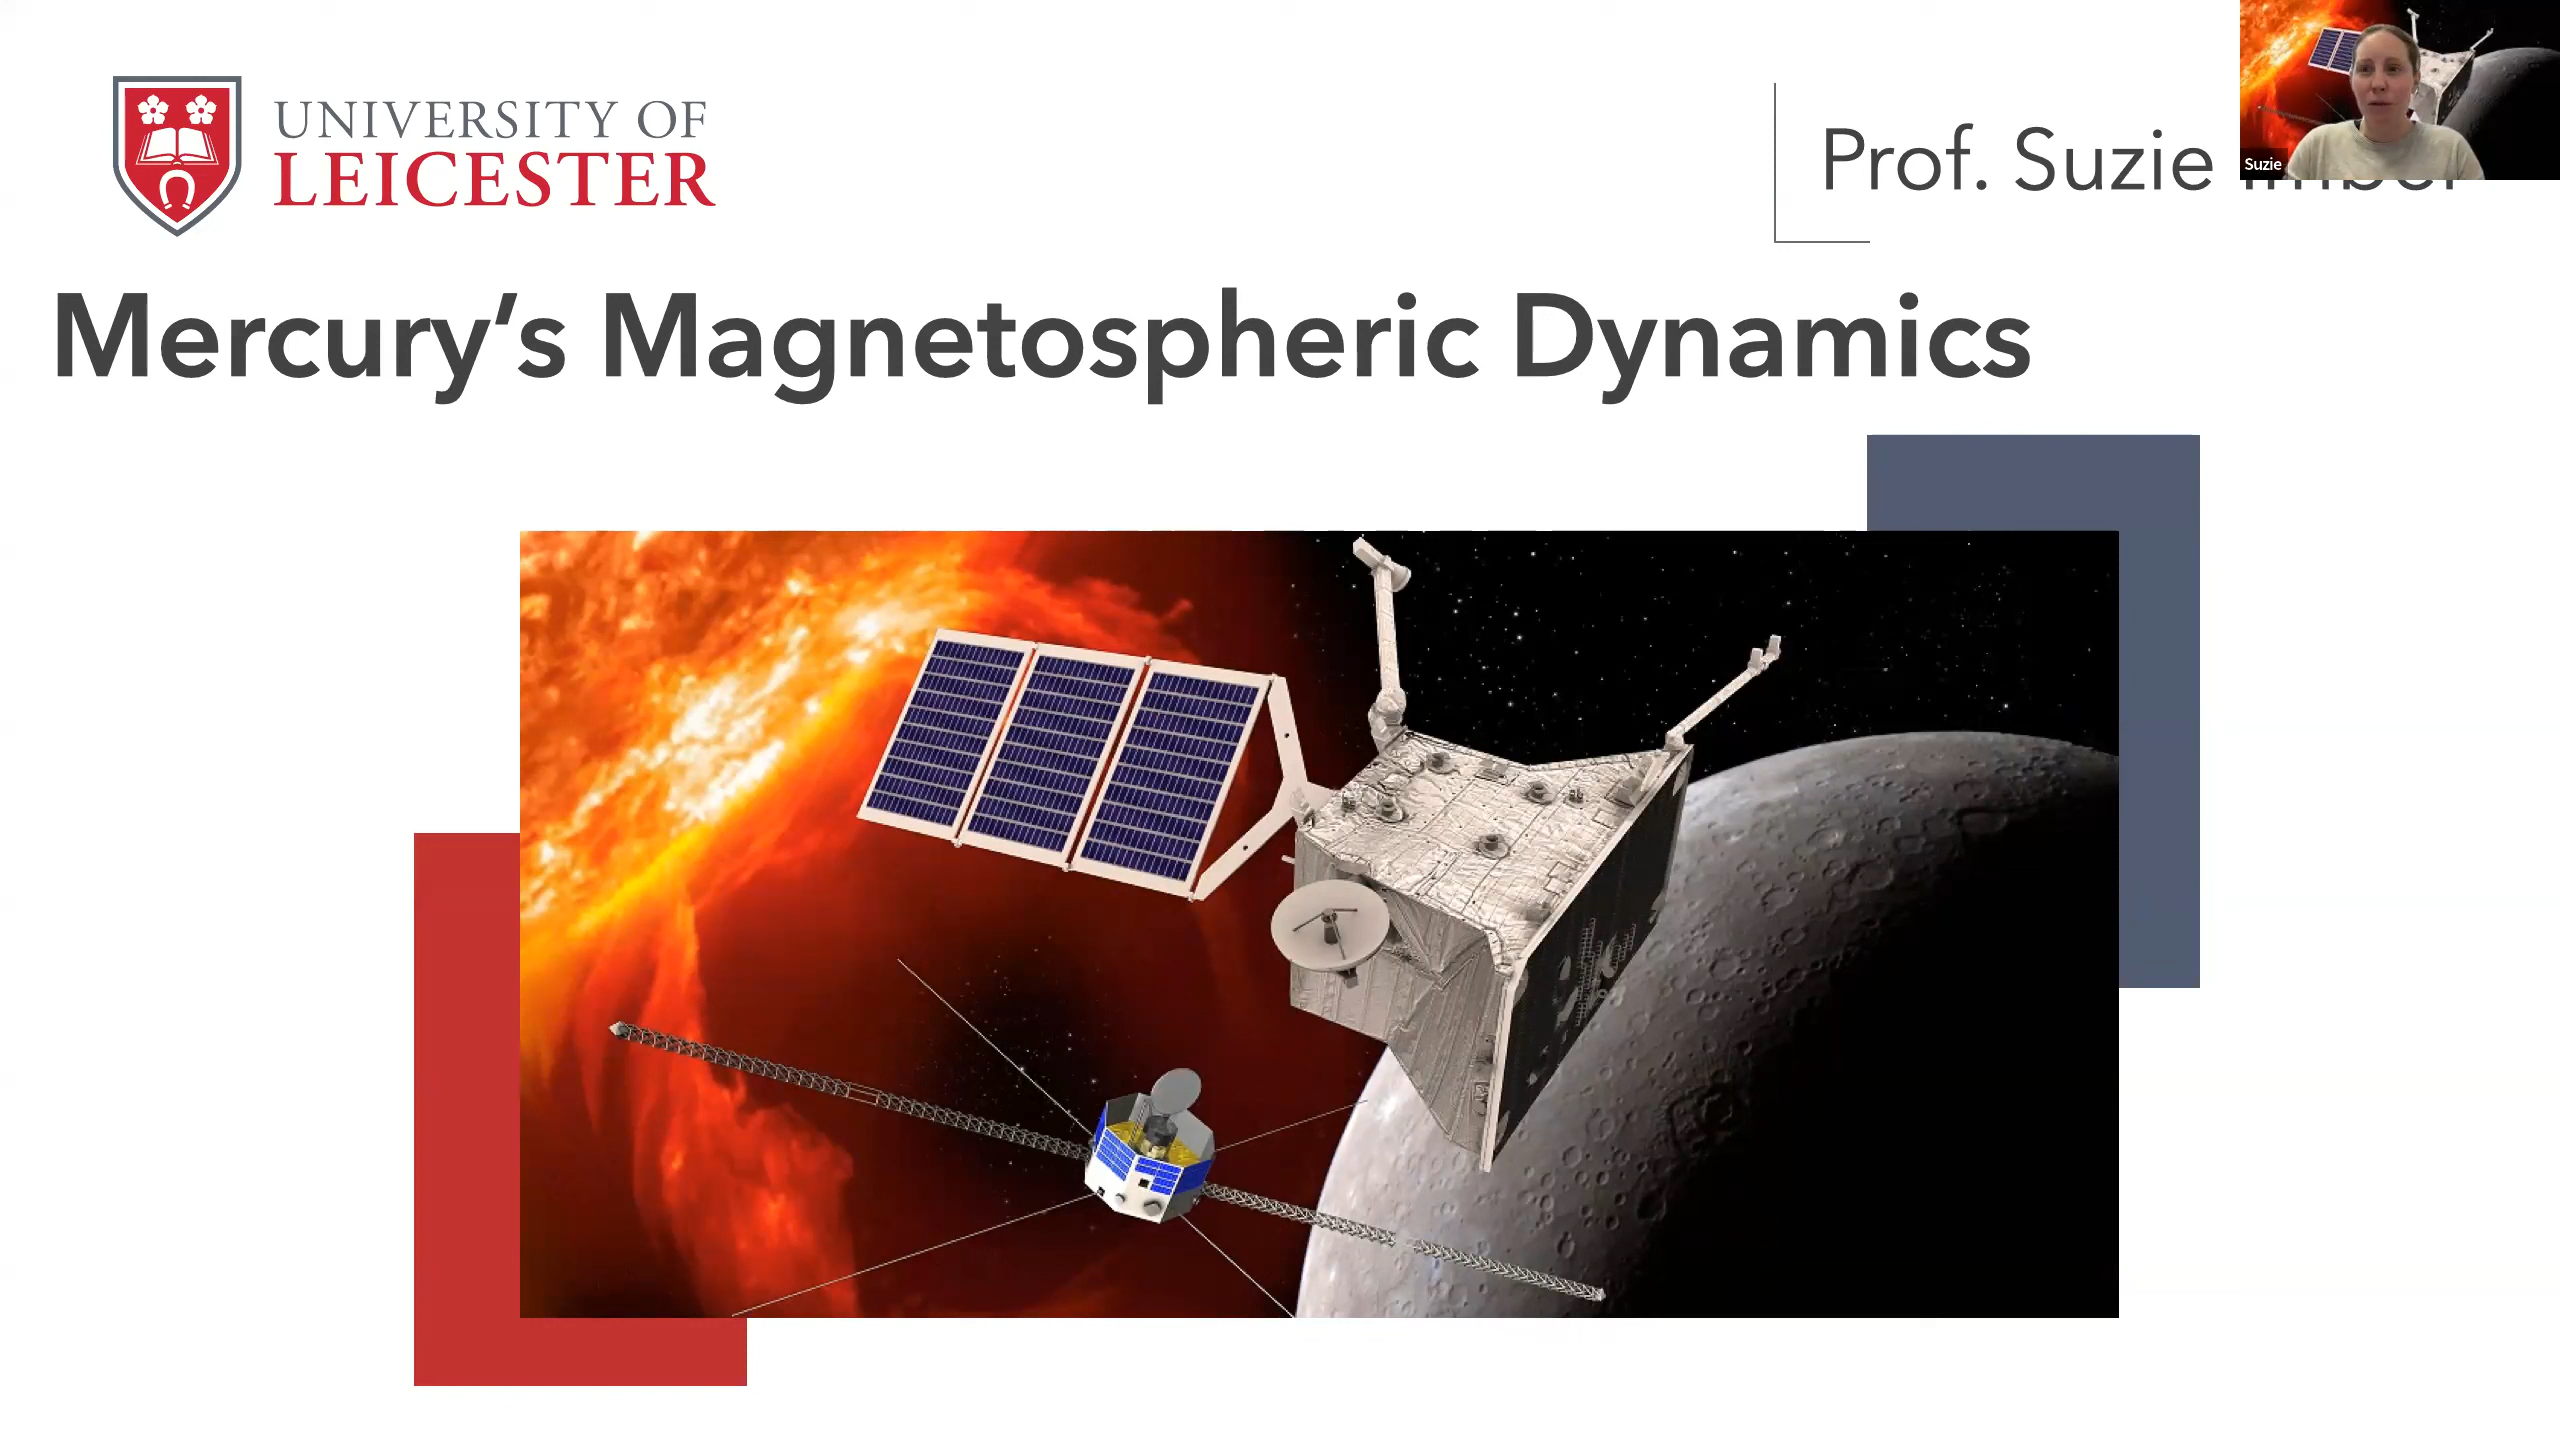 UNIVERSITY OF
LEICESTER
Prof. Suzie
Suzie
Mercury‘s Magnetospheric Dynamics